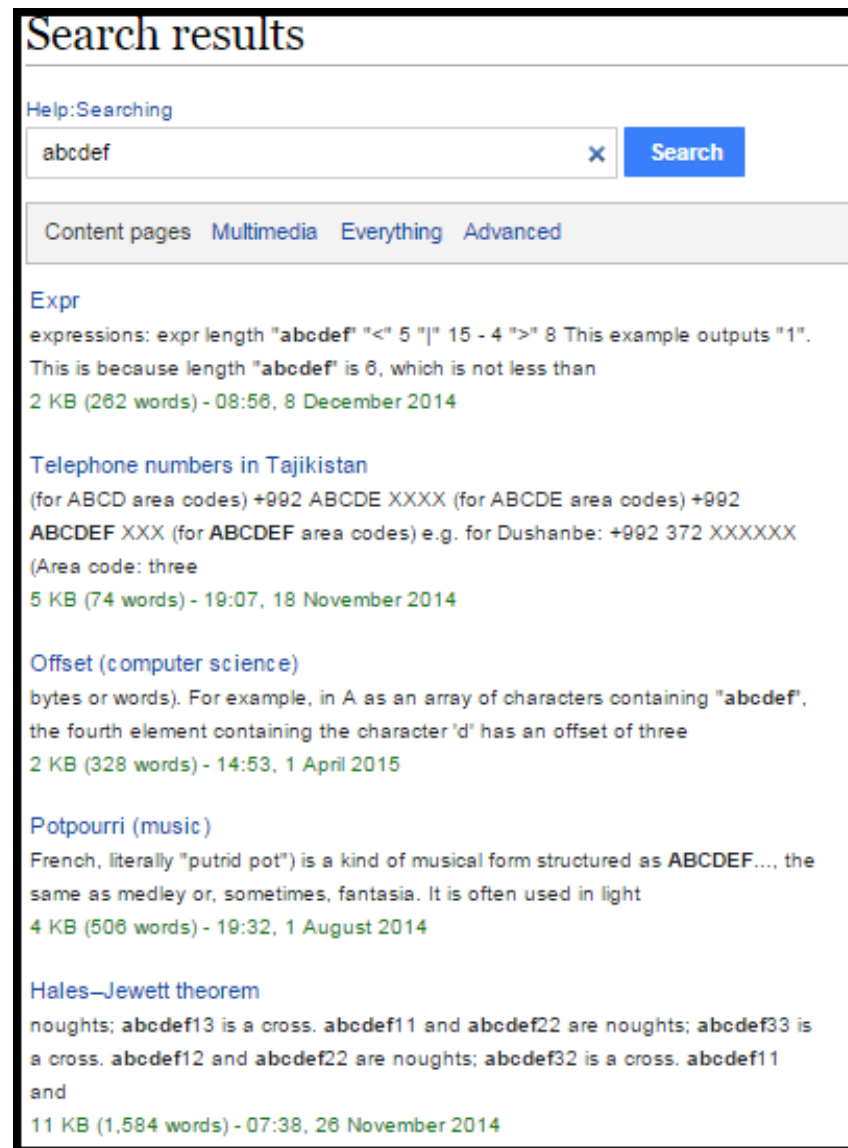 Search results
Help:Searching
abcdef × Search
Content pages Multimedia Everything Advanced
Expr
expressions: expr length "abcdef" "<" 5 "|" 15 - 4 ">" 8 This example outputs "1".
This is because length "abcdef" is 6, which is not less than
2 KB (262 words) - 08:56, 8 December 2014
Telephone numbers in Tajikistan
(for ABCD area codes) +992 ABCDE XXXX (for ABCDE area codes) +992
ABCDEF XXX (for ABCDEF area codes) e.g. for Dushanbe: +992 372 XXXXXX
(Area code: three
5 KB (74 words) - 19:07, 18 November 2014
Offset (computer science)
bytes or words). For example, in A as an array of characters containing "abcdef",
the fourth element containing the character 'd' has an offset of three
2 KB (328 words) - 14:53, 1 April 2015
Potpourri (music)
French, literally "putrid pot") is a kind of musical form structured as ABCDEF..., the
same as medley or, sometimes, fantasia. It is often used in light
4 KB (506 words) - 19:32, 1 August 2014
Hales–Jewett theorem
noughts; abcdef13 is a cross. abcdef11 and abcdef22 are noughts; abcdef33 is
a cross. abcdef12 and abcdef22 are noughts; abcdef32 is a cross. abcdef11
and
11 KB (1,584 words) - 07:38, 26 November 2014